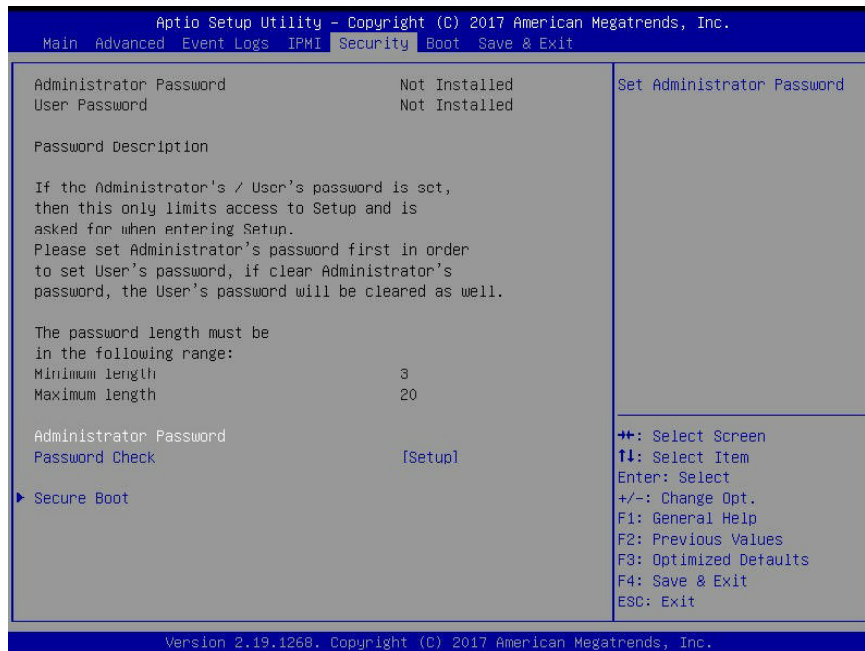 Aptio Setup Utility – Copyright (C) 2017 American Megatrends, Inc.
Main Advanced Event Logs IPMI Security Boot Save & Exit
Administrator Password Not Installed
User Password Not Installed
Password Description
If the Administrator's / User's password is set,
then this only limits access to Setup and is
asked for when entering Setup.
Please set Administrator's password first in order
to set User's password, if clear Administrator's
password, the User's password will be cleared as well.
The password length must be
in the following range:
Minimum length 3
Maximum length 20
Administrator Password
Password Check [Setup]
▶ Secure Boot
Set Administrator Password
→←: Select Screen
↑↓: Select Item
Enter: Select
+/-: Change Opt.
F1: General Help
F2: Previous Values
F3: Optimized Defaults
F4: Save & Exit
ESC: Exit
Version 2.19.1268. Copyright (C) 2017 American Megatrends, Inc.